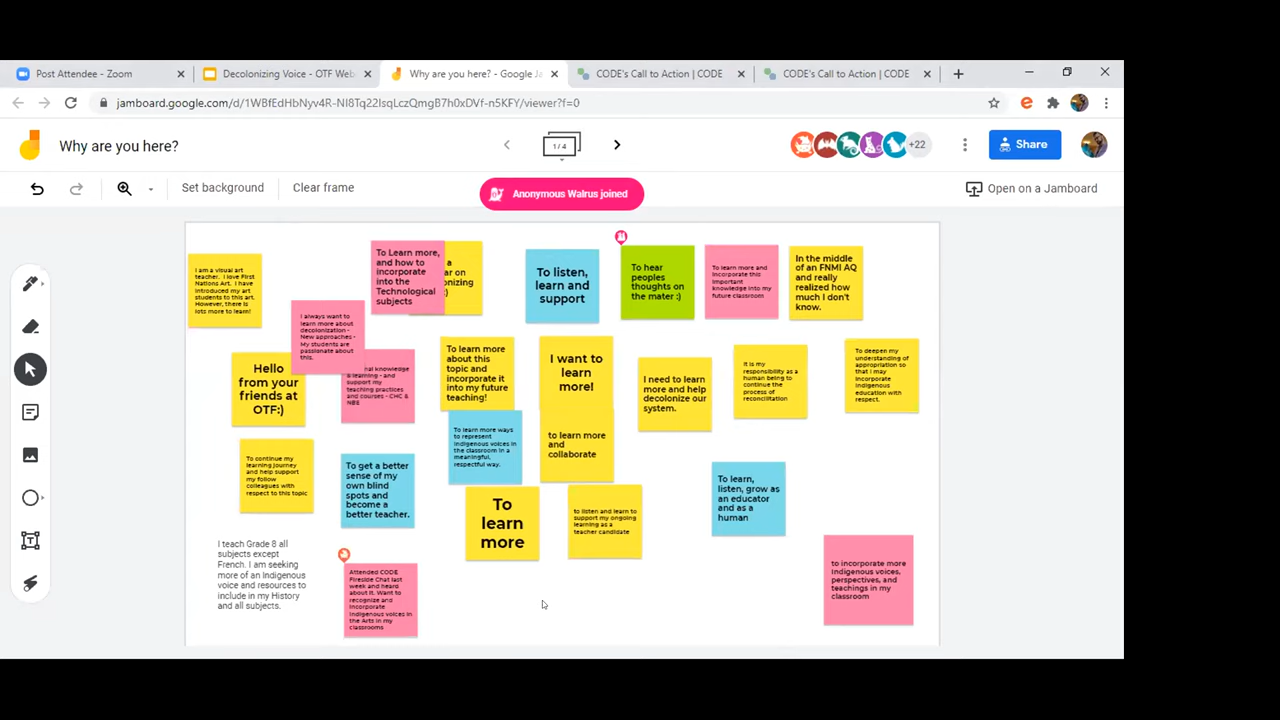 Post Attendee - Zoom
Decolonizing Voice - OTF Web
Why are you here? - Google Ja
CODE's Call to Action | CODE
CODE's Call to Action | CODE
jamboard.google.com/d/1WBfEdHbNyv4R-NI8Tq22IsqLczQmgB7h0xDVf-n5KFY/viewer?f=0
Why are you here?
1/4
+22
Share
Set background
Clear frame
Anonymous Walrus joined
Open on a Jamboard
I am a visual art
teacher. I love First
Nations Art. I have
introduced my art
students to this art.
However, there is
lots more to learn!
To Learn more,
and how to
incorporate
into the
Technological
subjects
a
ar on
onizing
:)
To listen,
learn and
support
To hear
peoples
thoughts on
the mater :)
To learn more and
incorporate this
important
knowledge into my
future classroom
In the middle
of an FNMI AQ
and really
realized how
much I don't
know.
I always want to
learn more about
decolonization -
New approaches -
My students are
passionate about
this.
Hello
from your
friends at
OTF:)
al knowledge
& learning - and
support my
teaching practices
and courses - CHC &
NBE
To learn more
about this
topic and
incorporate it
into my future
teaching!
I want to
learn
more!
I need to learn
more and help
decolonize our
system.
It is my
responsibility as a
human being to
continue the
process of
reconciliation
To deepen my
understanding of
appropriation so
that I may
incorporate
Indigenous
education with
respect.
To continue my
learning journey
and help support
my follow
colleagues with
respect to this topic
To get a better
sense of my
own blind
spots and
become a
better teacher.
To learn more ways
to represent
Indigenous voices in
the classroom in a
meaningful,
respectful way.
to learn more
and
collaborate
To
learn
more
to listen and learn to
support my ongoing
learning as a
teacher candidate
To learn,
listen, grow as
an educator
and as a
human
I teach Grade 8 all
subjects except
French. I am seeking
more of an Indigenous
voice and resources to
include in my History
and all subjects.
Attended CODE
Fireside Chat last
week and heard
about it. Want to
recognize and
incorporate
Indigenous voices in
the Arts in my
classrooms
to incorporate more
Indigenous voices,
perspectives, and
teachings in my
classroom